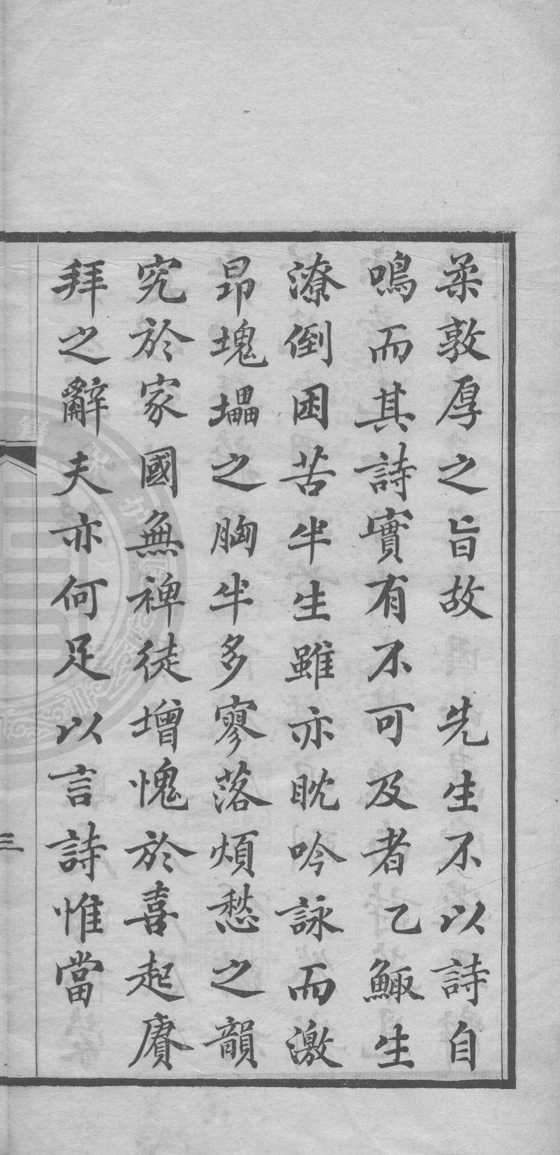 柔敦厚之旨故　先生不以詩自
鳴而其詩實有不可及者乙鯫生
潦倒困苦半生雖亦眈吟詠而激
昂塊壘之胸半多寥落煩愁之韻
究於家國無裨徒增愧於喜起賡
拜之辭夫亦何足以言詩惟當
三